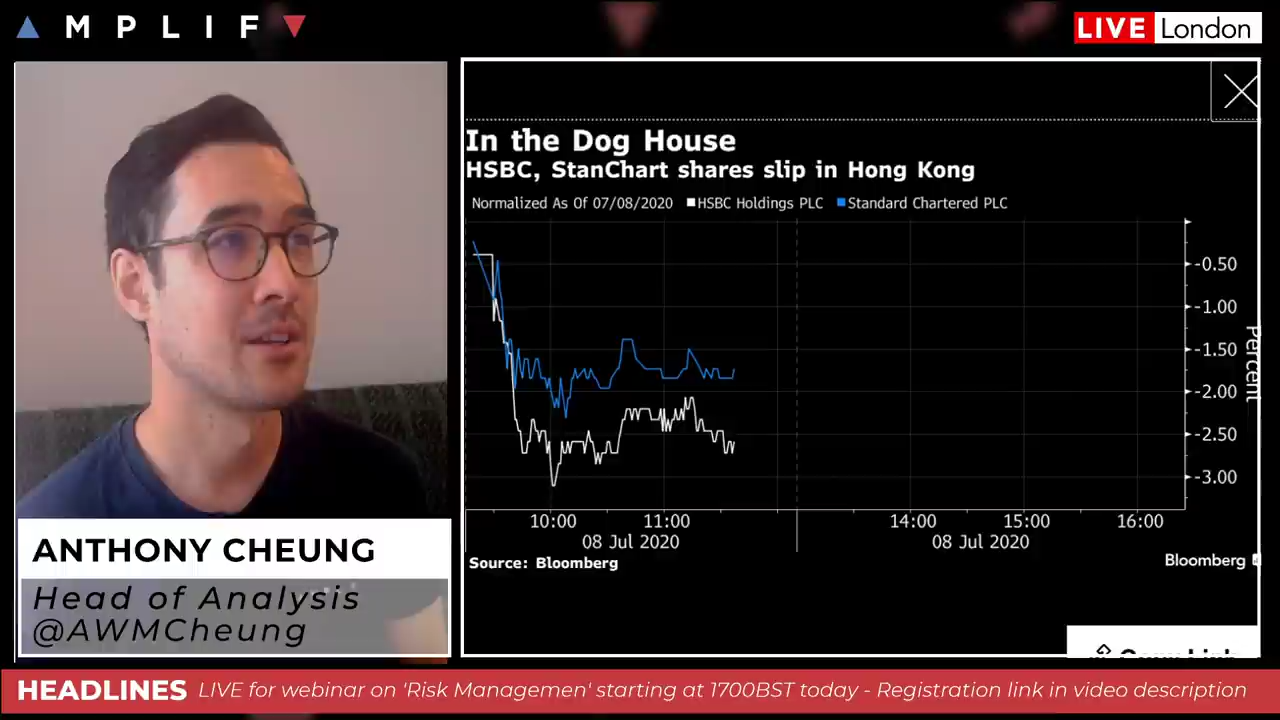 ▲ M P L I F ▼
LIVE London
In the Dog House
HSBC, StanChart shares slip in Hong Kong
Normalized As Of 07/08/2020 HSBC Holdings PLC Standard Chartered PLC
-0.50
-1.00
-1.50
-2.00
-2.50
-3.00
Percent
10:00 11:00 14:00 15:00 16:00
08 Jul 2020 08 Jul 2020
Source: Bloomberg
Bloomberg
ANTHONY CHEUNG
Head of Analysis
@AWMCheung
HEADLINES LIVE for webinar on 'Risk Managemen' starting at 1700BST today - Registration link in video description